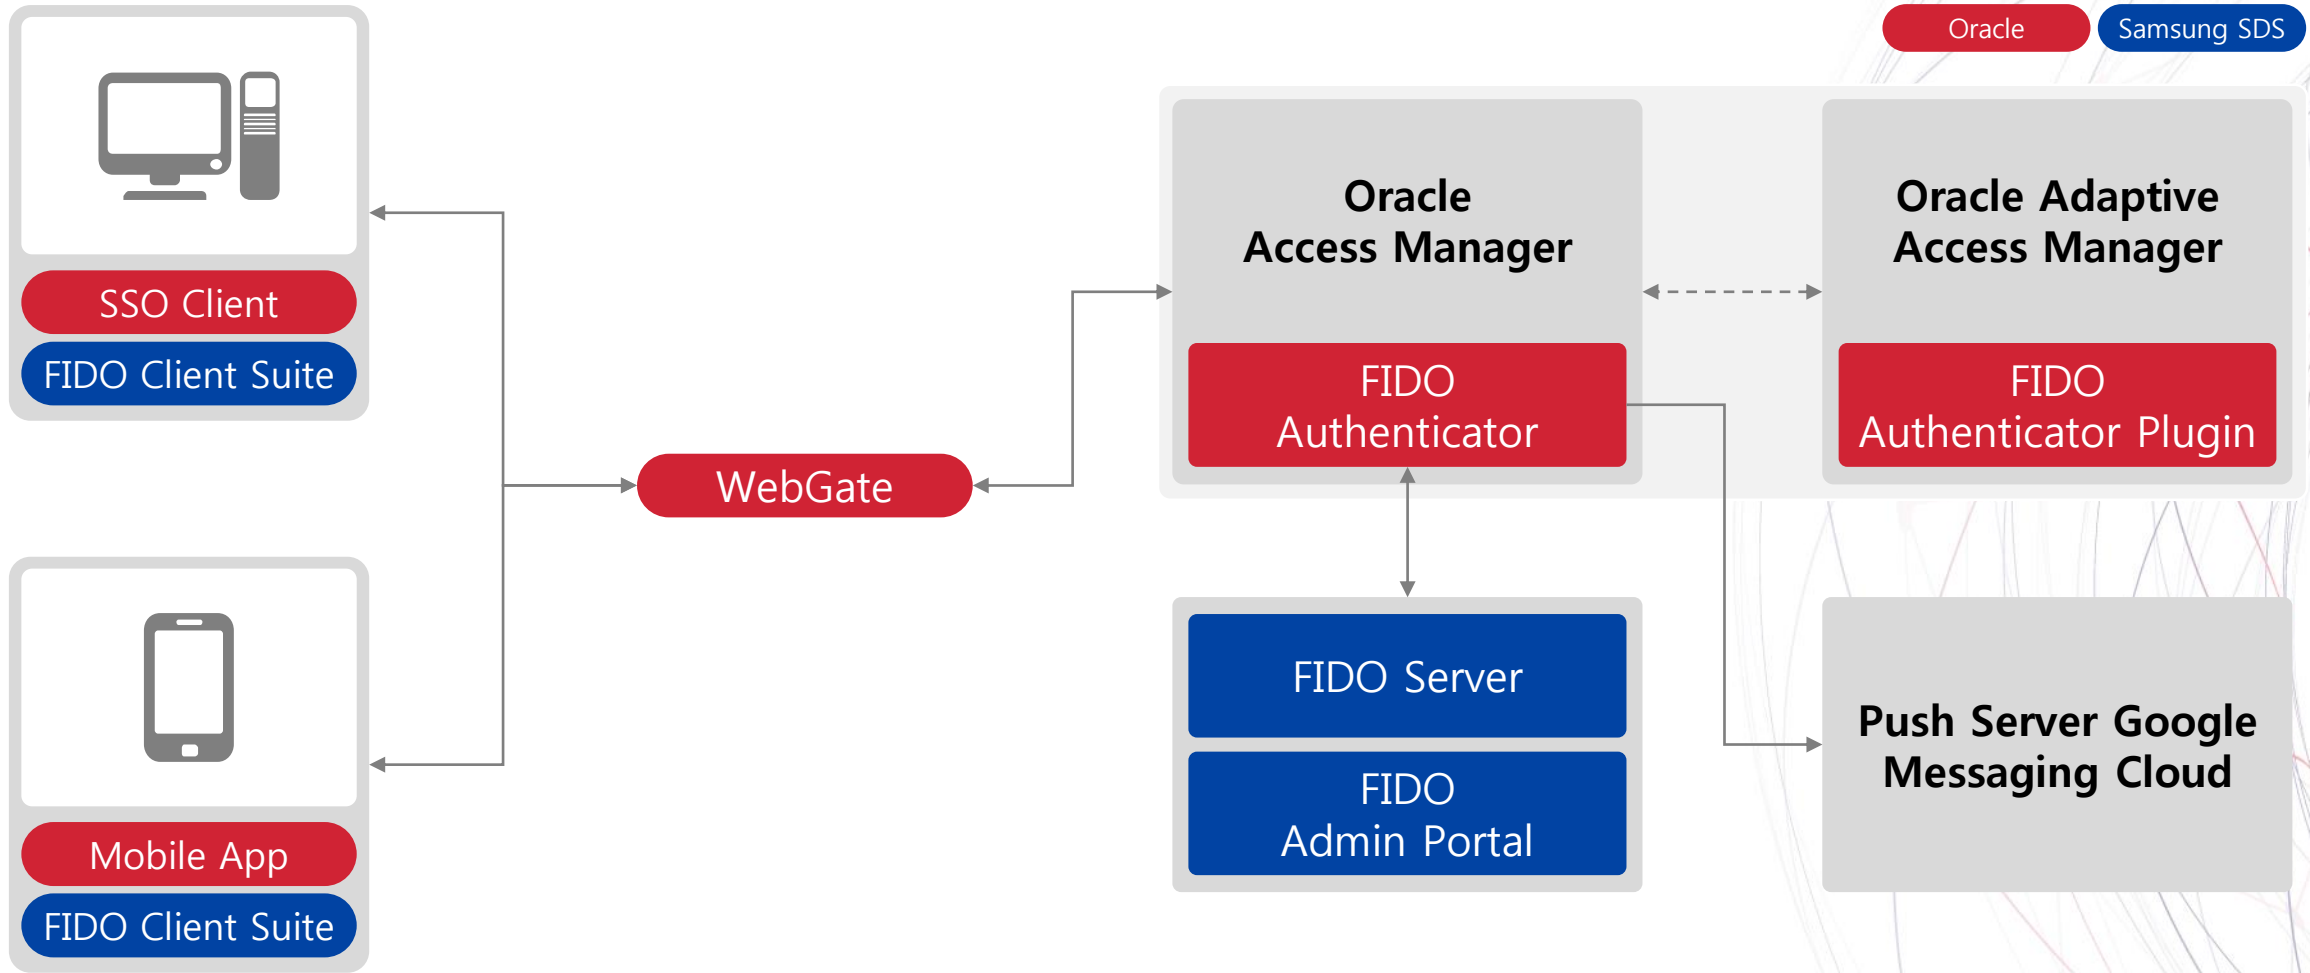 Oracle
Samsung SDS
SSO Client
FIDO Client Suite
Mobile App
FIDO Client Suite
WebGate
Oracle
Access Manager
FIDO
Authenticator
Oracle Adaptive
Access Manager
FIDO
Authenticator Plugin
FIDO Server
FIDO
Admin Portal
Push Server Google
Messaging Cloud